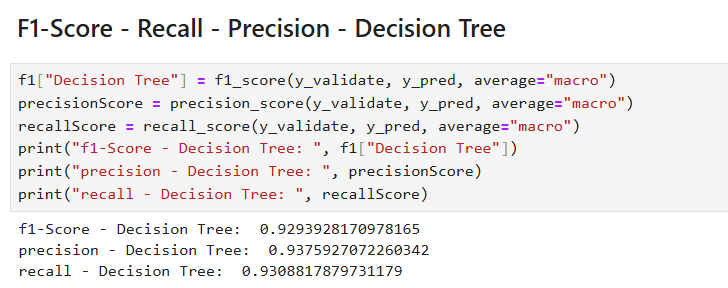 F1-Score - Recall - Precision - Decision Tree
f1["Decision Tree"] = f1_score(y_validate, y_pred, average="macro")
precisionScore = precision_score(y_validate, y_pred, average="macro")
recallScore = recall_score(y_validate, y_pred, average="macro")
print("f1-Score - Decision Tree: ", f1["Decision Tree"])
print("precision - Decision Tree: ", precisionScore)
print("recall - Decision Tree: ", recallScore)
f1-Score - Decision Tree:  0.9293928170978165
precision - Decision Tree:  0.9375927072260342
recall - Decision Tree:  0.9308817879731179